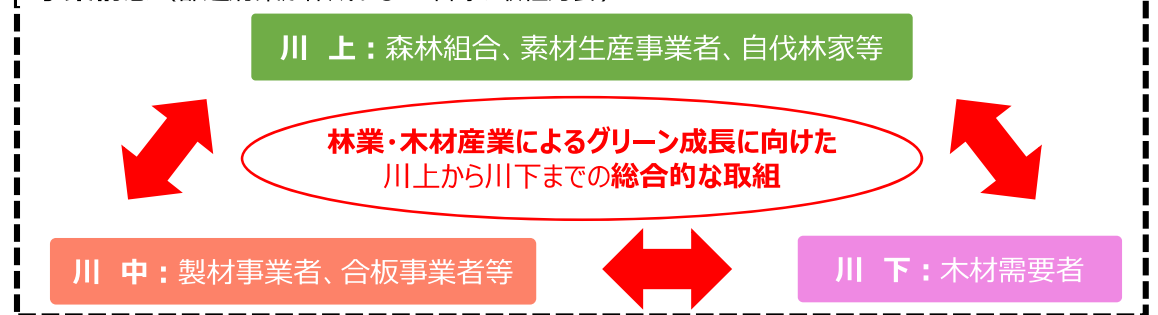 川 上：森林組合、素材生産事業者、自伐林家等
林業・木材産業によるグリーン成長に向けた
川上から川下までの総合的な取組
川 中：製材事業者、合板事業者等
川 下：木材需要者